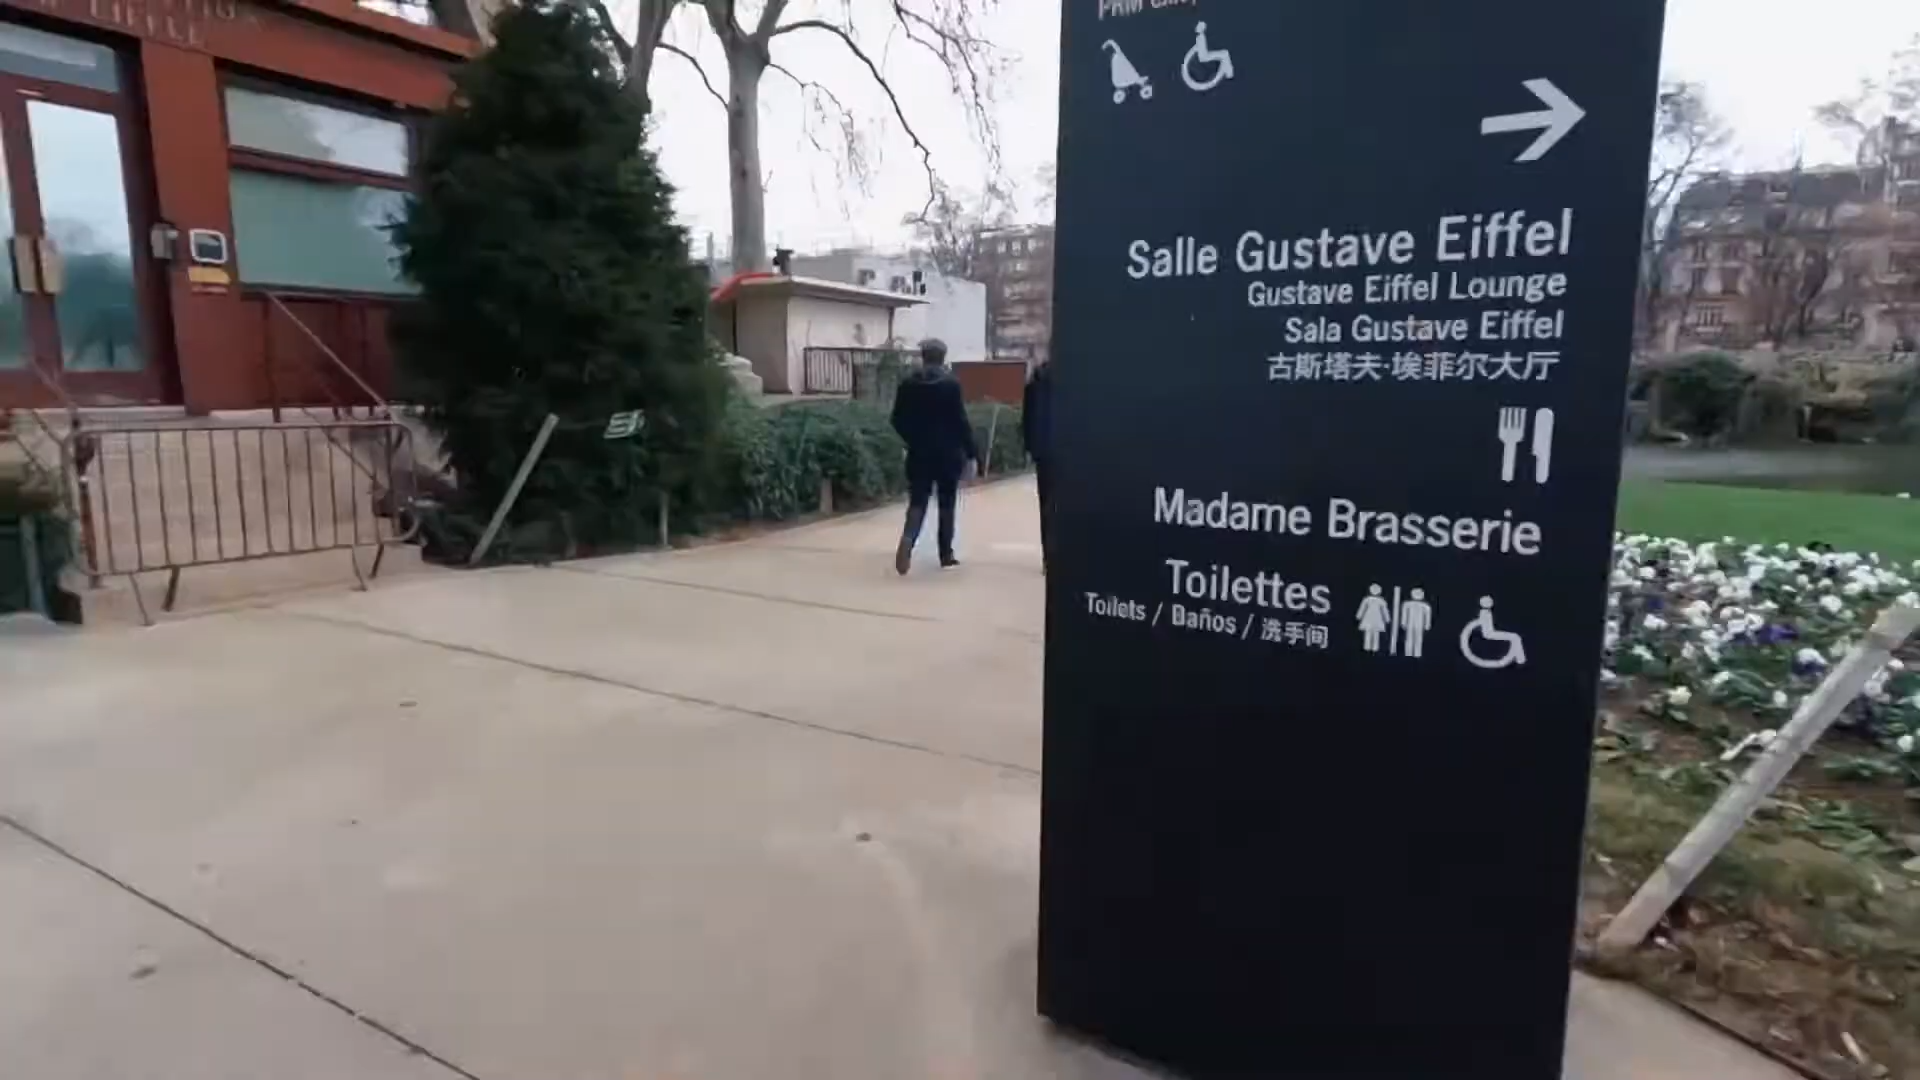 PRM
Salle Gustave Eiffel
Gustave Eiffel Lounge
Sala Gustave Eiffel
古斯塔夫·埃菲尔大厅
Madame Brasserie
Toilettes
Toilets / Baños / 洗手间